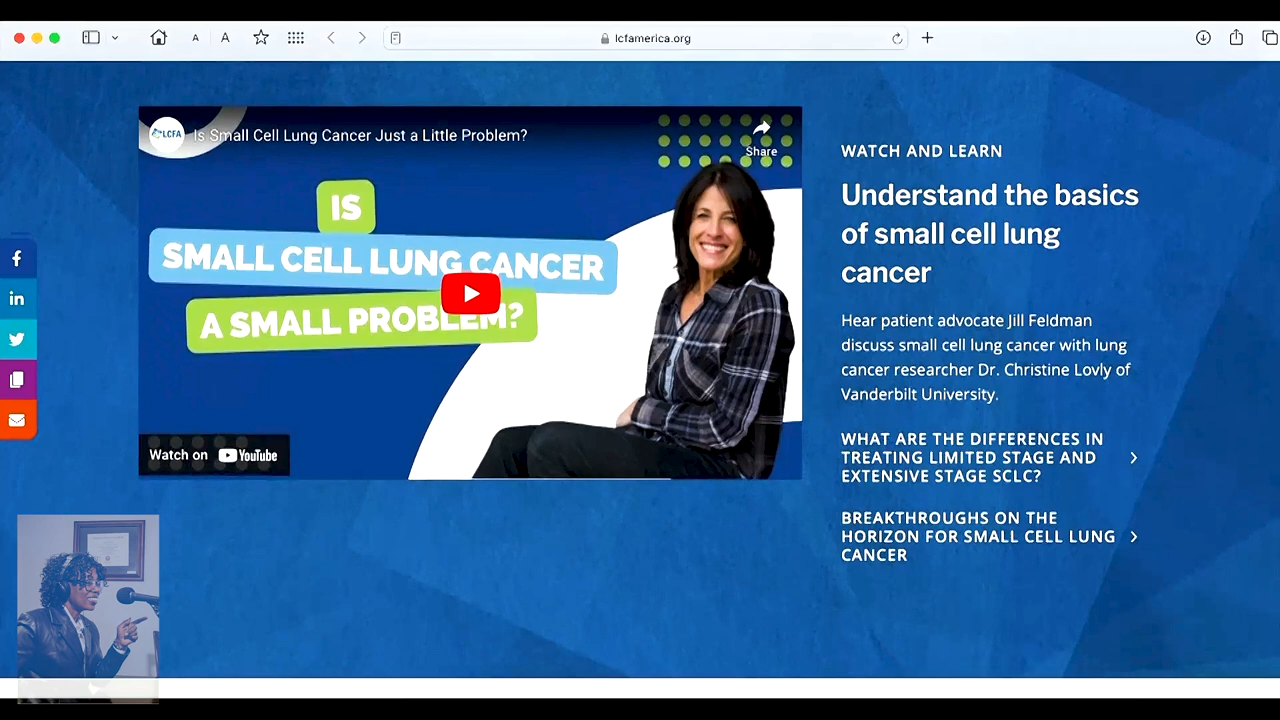 A A lcfamerica.org
LCFA Is Small Cell Lung Cancer Just a Little Problem?
Share
IS
SMALL CELL LUNG CANCER
A SMALL PROBLEM?
Watch on YouTube
WATCH AND LEARN
Understand the basics
of small cell lung
cancer
Hear patient advocate Jill Feldman
discuss small cell lung cancer with lung
cancer researcher Dr. Christine Lovly of
Vanderbilt University.
WHAT ARE THE DIFFERENCES IN
TREATING LIMITED STAGE AND
EXTENSIVE STAGE SCLC?
BREAKTHROUGHS ON THE
HORIZON FOR SMALL CELL LUNG
CANCER
f
in